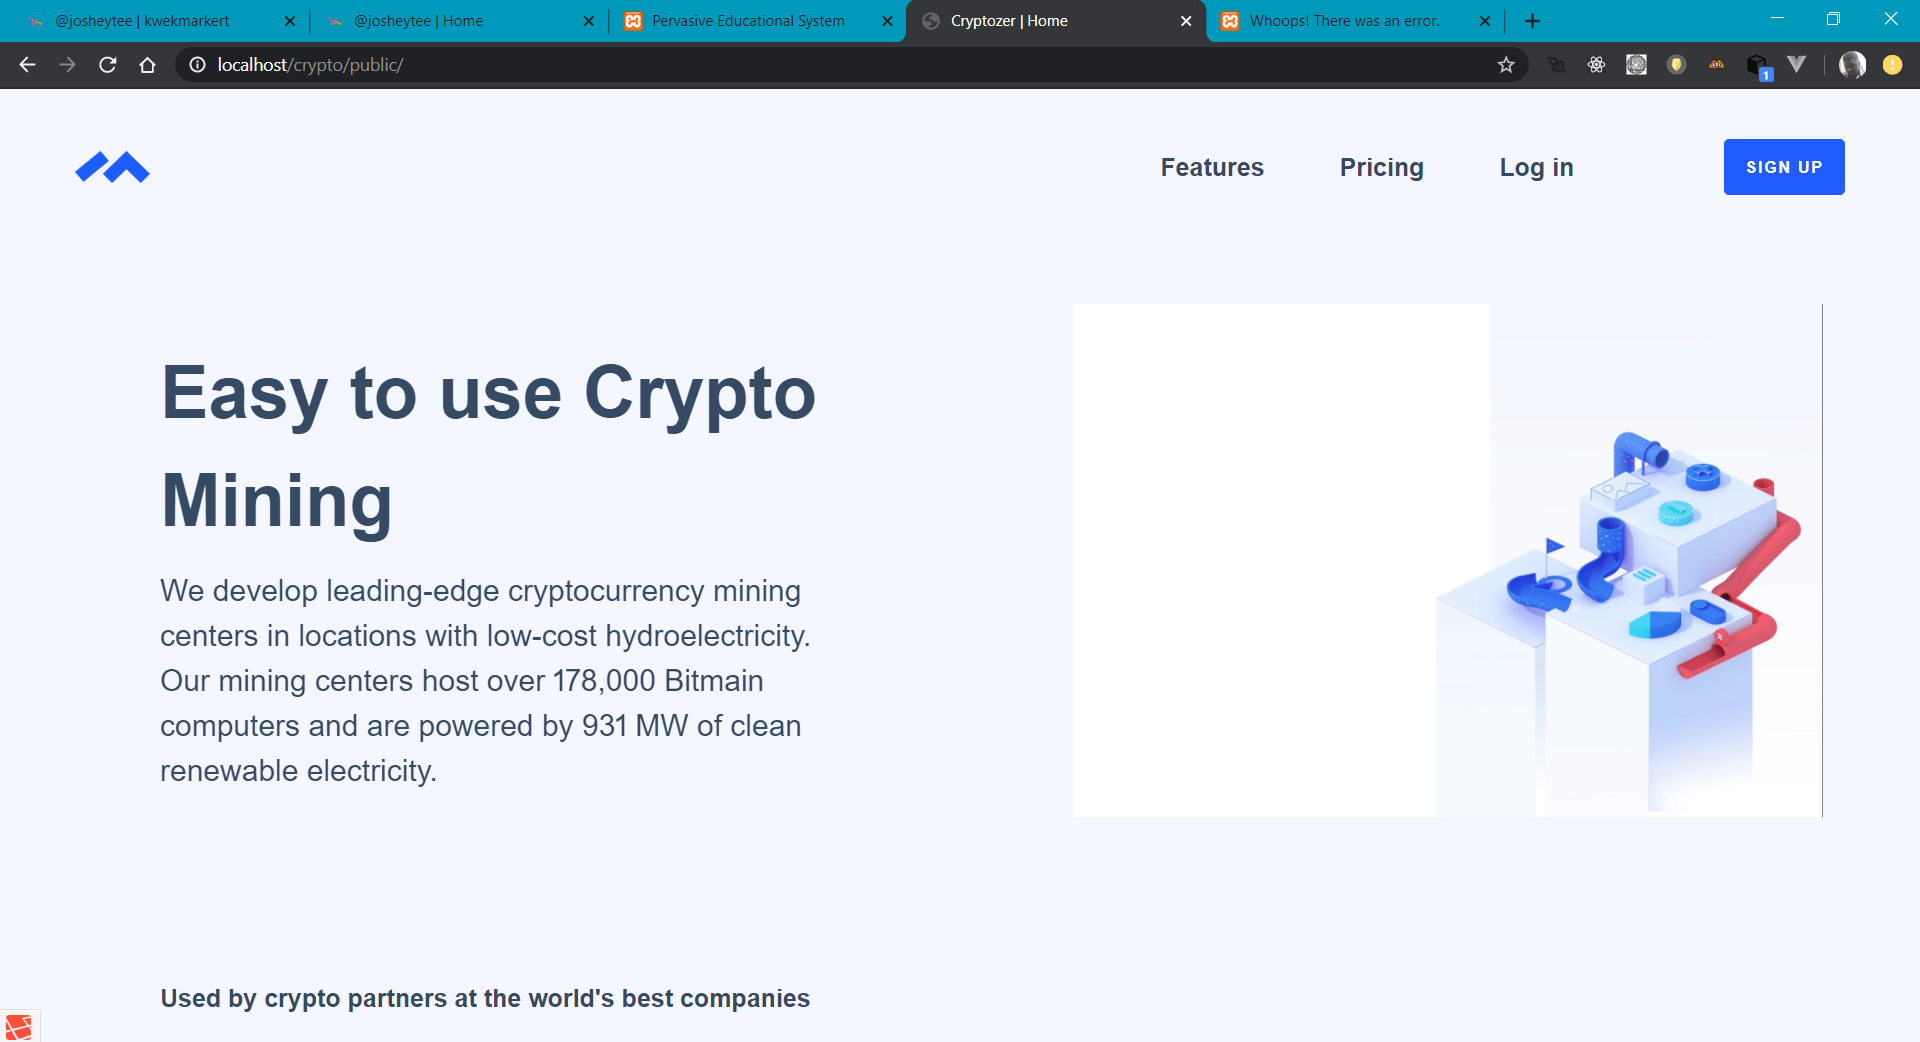 @josheytee | kwekmarkert
@josheytee | Home
Pervasive Educational System
Cryptozer | Home
Whoops! There was an error.
localhost/crypto/public/
1
Features
Pricing
Log in
SIGN UP
Easy to use Crypto
Mining
We develop leading-edge cryptocurrency mining
centers in locations with low-cost hydroelectricity.
Our mining centers host over 178,000 Bitmain
computers and are powered by 931 MW of clean
renewable electricity.
Used by crypto partners at the world's best companies